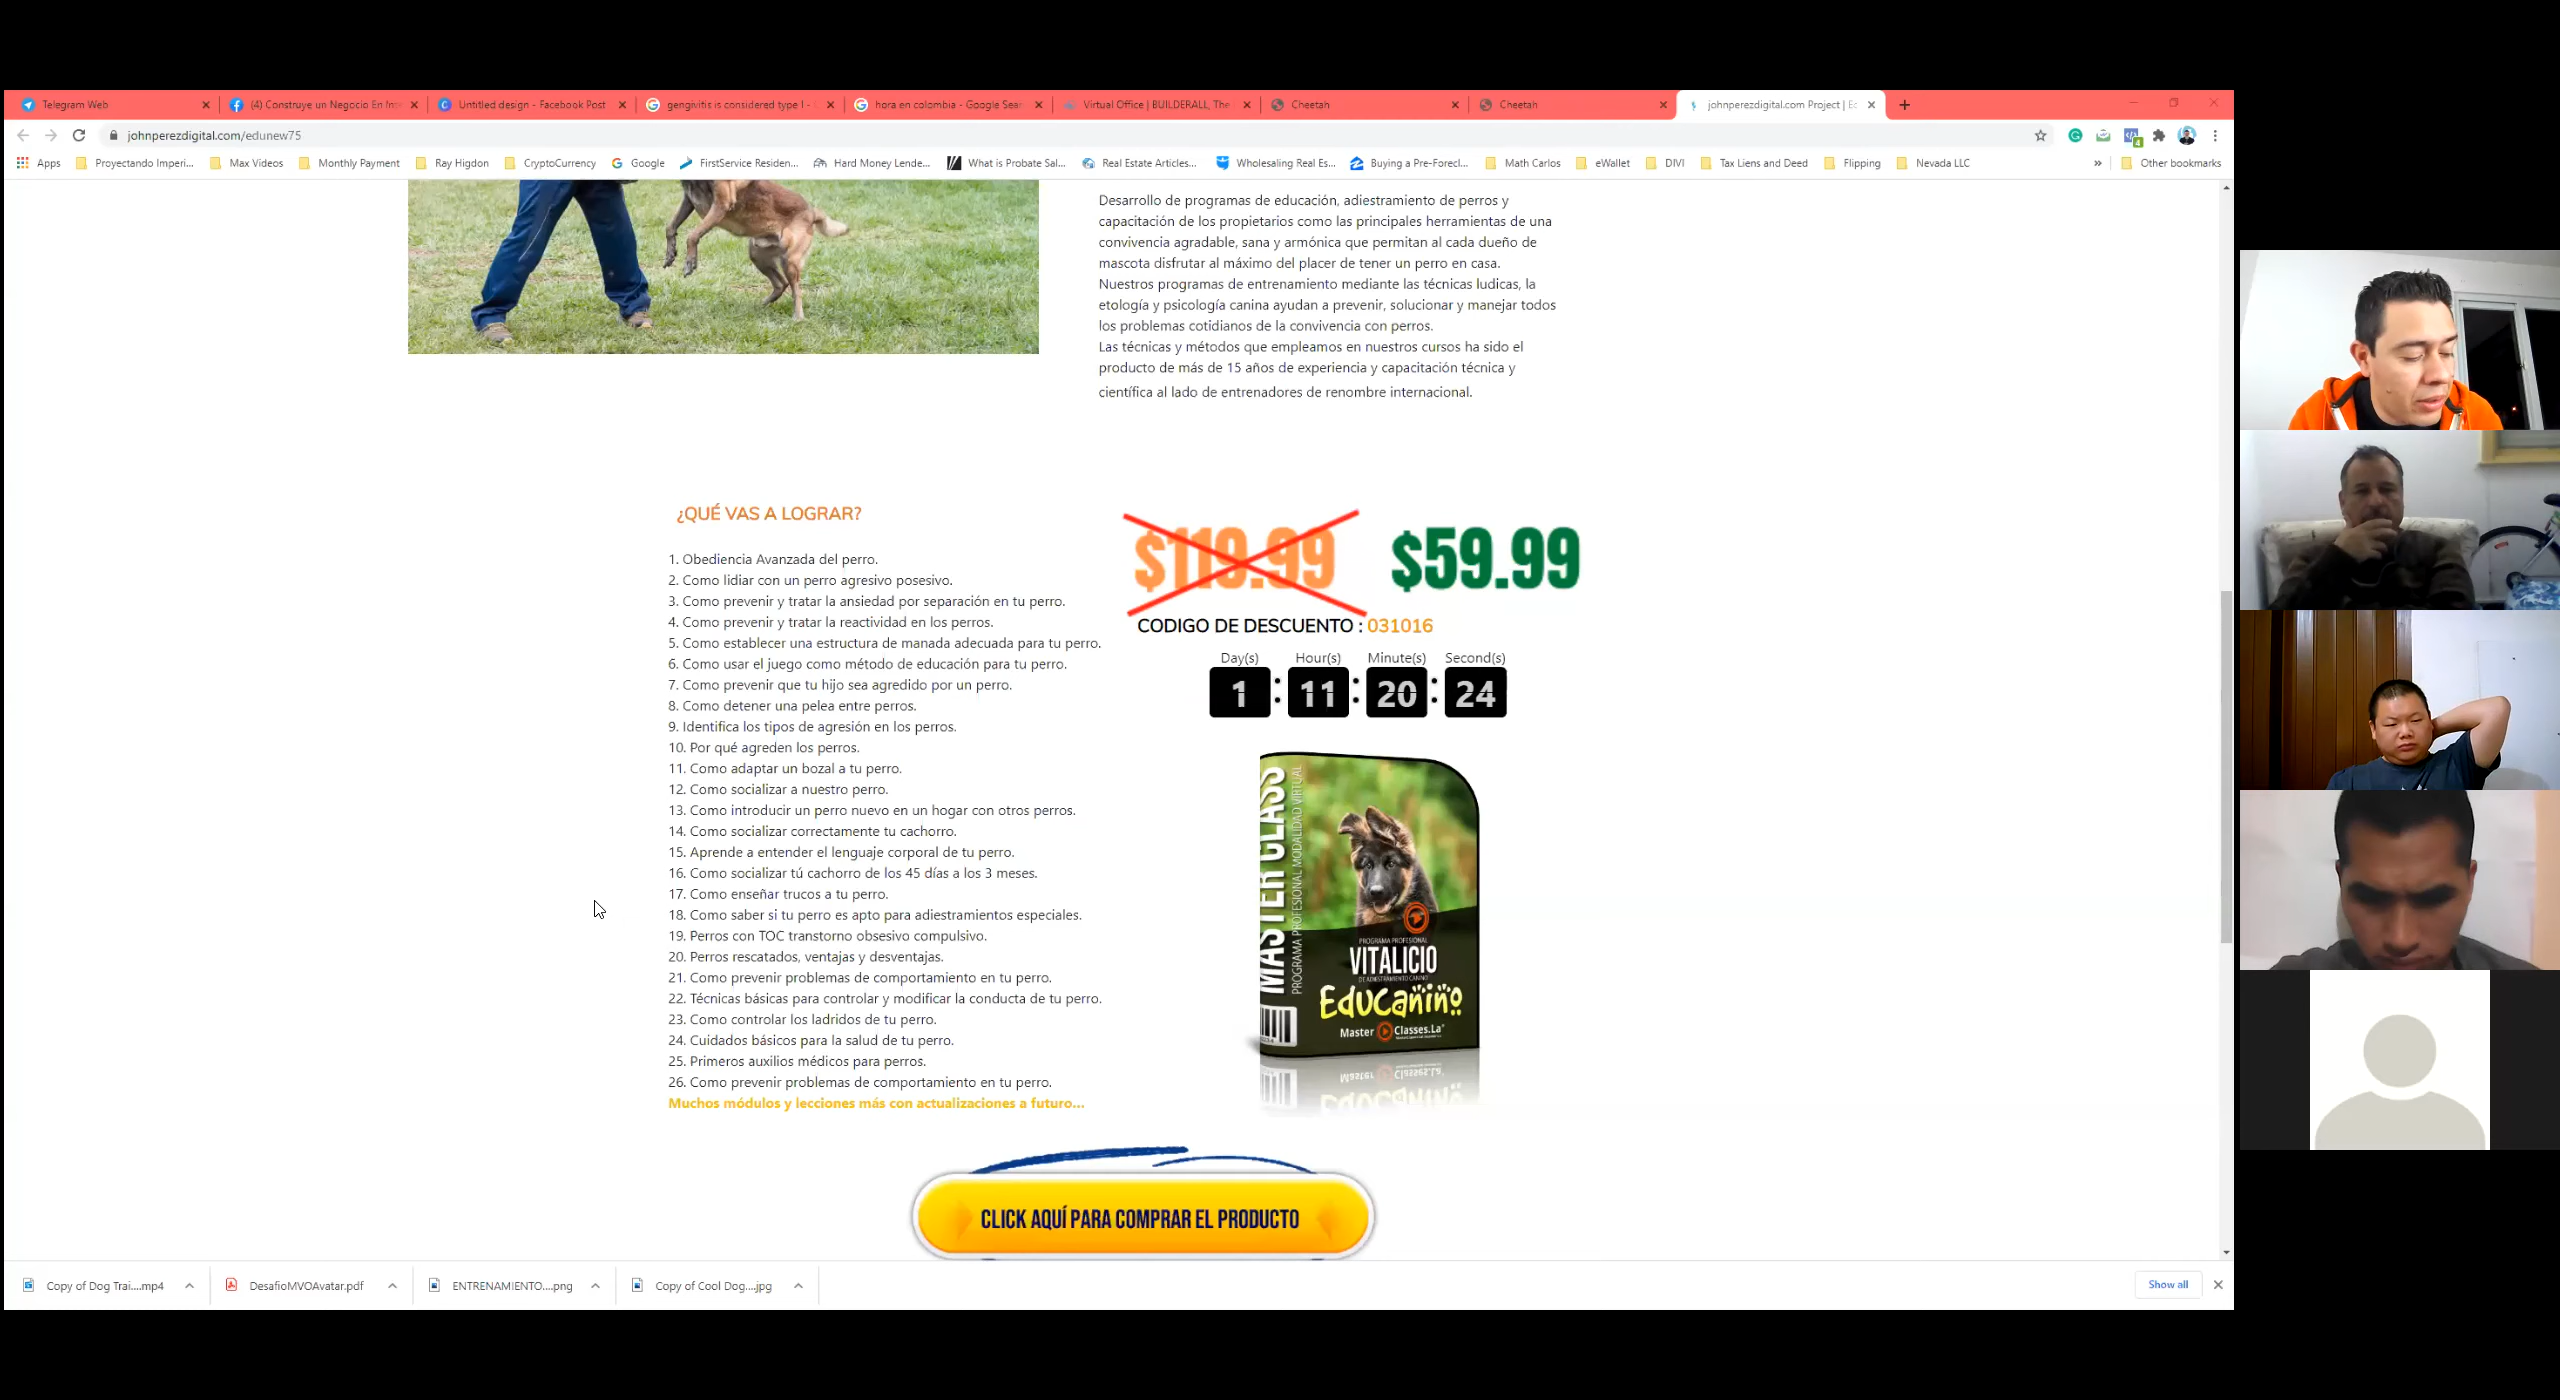 Telegram Web
(4) Construye un Negocio En Inte
Untitled design - Facebook Post
gengivitis is considered type I -
hora en colombia - Google Sear
Virtual Office | BUILDERALL, The
Cheetah
Cheetah
johnperezdigital.com Project | Ec
johnperezdigital.com/edunew75
Apps
Proyectando Imperi...
Max Videos
Monthly Payment
Ray Higdon
CryptoCurrency
Google
FirstService Residen...
Hard Money Lende...
What is Probate Sal...
Real Estate Articles...
Wholesaling Real Es...
Buying a Pre-Forecl...
Math Carlos
eWallet
DIVI
Tax Liens and Deed
Flipping
Nevada LLC
»
Other bookmarks
Desarrollo de programas de educación, adiestramiento de perros y
capacitación de los propietarios como las principales herramientas de una
convivencia agradable, sana y armónica que permitan al cada dueño de
mascota disfrutar al máximo del placer de tener un perro en casa.
Nuestros programas de entrenamiento mediante las técnicas ludicas, la
etología y psicología canina ayudan a prevenir, solucionar y manejar todos
los problemas cotidianos de la convivencia con perros.
Las técnicas y métodos que empleamos en nuestros cursos ha sido el
producto de más de 15 años de experiencia y capacitación técnica y
científica al lado de entrenadores de renombre internacional.
¿QUÉ VAS A LOGRAR?
1. Obediencia Avanzada del perro.
2. Como lidiar con un perro agresivo posesivo.
3. Como prevenir y tratar la ansiedad por separación en tu perro.
4. Como prevenir y tratar la reactividad en los perros.
5. Como establecer una estructura de manada adecuada para tu perro.
6. Como usar el juego como método de educación para tu perro.
7. Como prevenir que tu hijo sea agredido por un perro.
8. Como detener una pelea entre perros.
9. Identifica los tipos de agresión en los perros.
10. Por qué agreden los perros.
11. Como adaptar un bozal a tu perro.
12. Como socializar a nuestro perro.
13. Como introducir un perro nuevo en un hogar con otros perros.
14. Como socializar correctamente tu cachorro.
15. Aprende a entender el lenguaje corporal de tu perro.
16. Como socializar tú cachorro de los 45 días a los 3 meses.
17. Como enseñar trucos a tu perro.
18. Como saber si tu perro es apto para adiestramientos especiales.
19. Perros con TOC transtorno obsesivo compulsivo.
20. Perros rescatados, ventajas y desventajas.
21. Como prevenir problemas de comportamiento en tu perro.
22. Técnicas básicas para controlar y modificar la conducta de tu perro.
23. Como controlar los ladridos de tu perro.
24. Cuidados básicos para la salud de tu perro.
25. Primeros auxilios médicos para perros.
26. Como prevenir problemas de comportamiento en tu perro.
Muchos módulos y lecciones más con actualizaciones a futuro...
$119.99 $59.99
CODIGO DE DESCUENTO : 031016
Day(s) Hour(s) Minute(s) Second(s)
1 : 11 : 20 : 24
MASTER CLASS
PROGRAMA PROFESIONAL MODALIDAD VIRTUAL
PROGRAMA PROFESIONAL
VITALICIO
DE ADIESTRAMIENTO CANINO
Educanino
Master Classes.La
CLICK AQUÍ PARA COMPRAR EL PRODUCTO
Copy of Dog Trai....mp4
DesafioMVOAvatar.pdf
ENTRENAMIENTO....png
Copy of Cool Dog....jpg
Show all